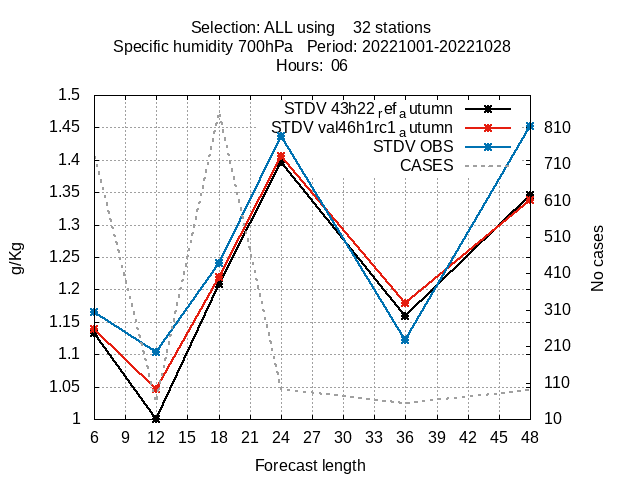 Selection: ALL using    32 stations
Specific humidity 700hPa   Period: 20221001-20221028
Hours:  06
STDV 43h22ref_autumn
STDV val46h1rc1_autumn
STDV OBS
CASES
1.5
1.45
1.4
1.35
1.3
1.25
1.2
1.15
1.1
1.05
1
g/Kg
810
710
610
510
410
310
210
110
10
No cases
6 9 12 15 18 21 24 27 30 33 36 39 42 45 48
Forecast length